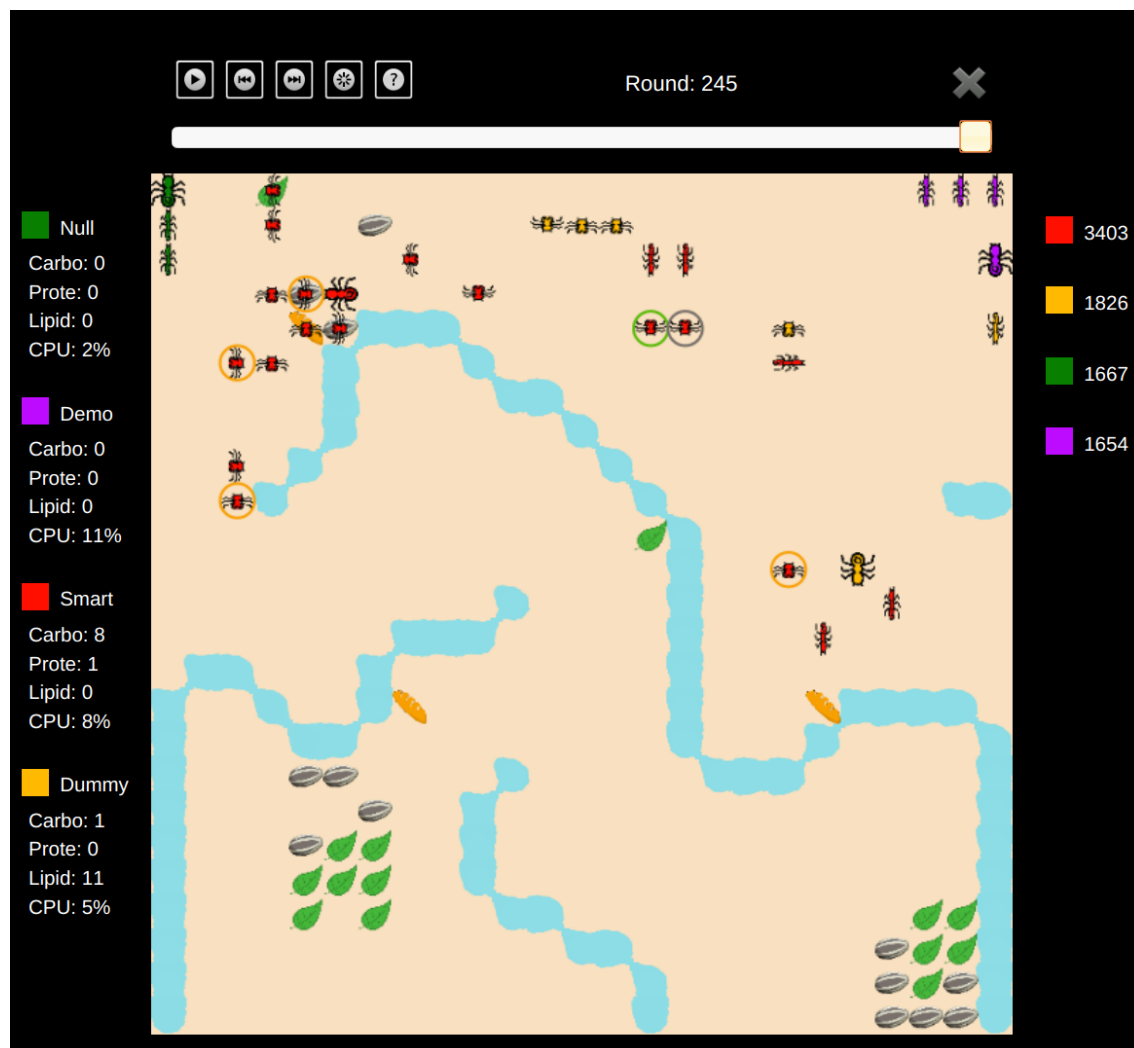 Round: 245
Null
Carbo: 0
Prote: 0
Lipid: 0
CPU: 2%
Demo
Carbo: 0
Prote: 0
Lipid: 0
CPU: 11%
Smart
Carbo: 8
Prote: 1
Lipid: 0
CPU: 8%
Dummy
Carbo: 1
Prote: 0
Lipid: 11
CPU: 5%
3403
1826
1667
1654